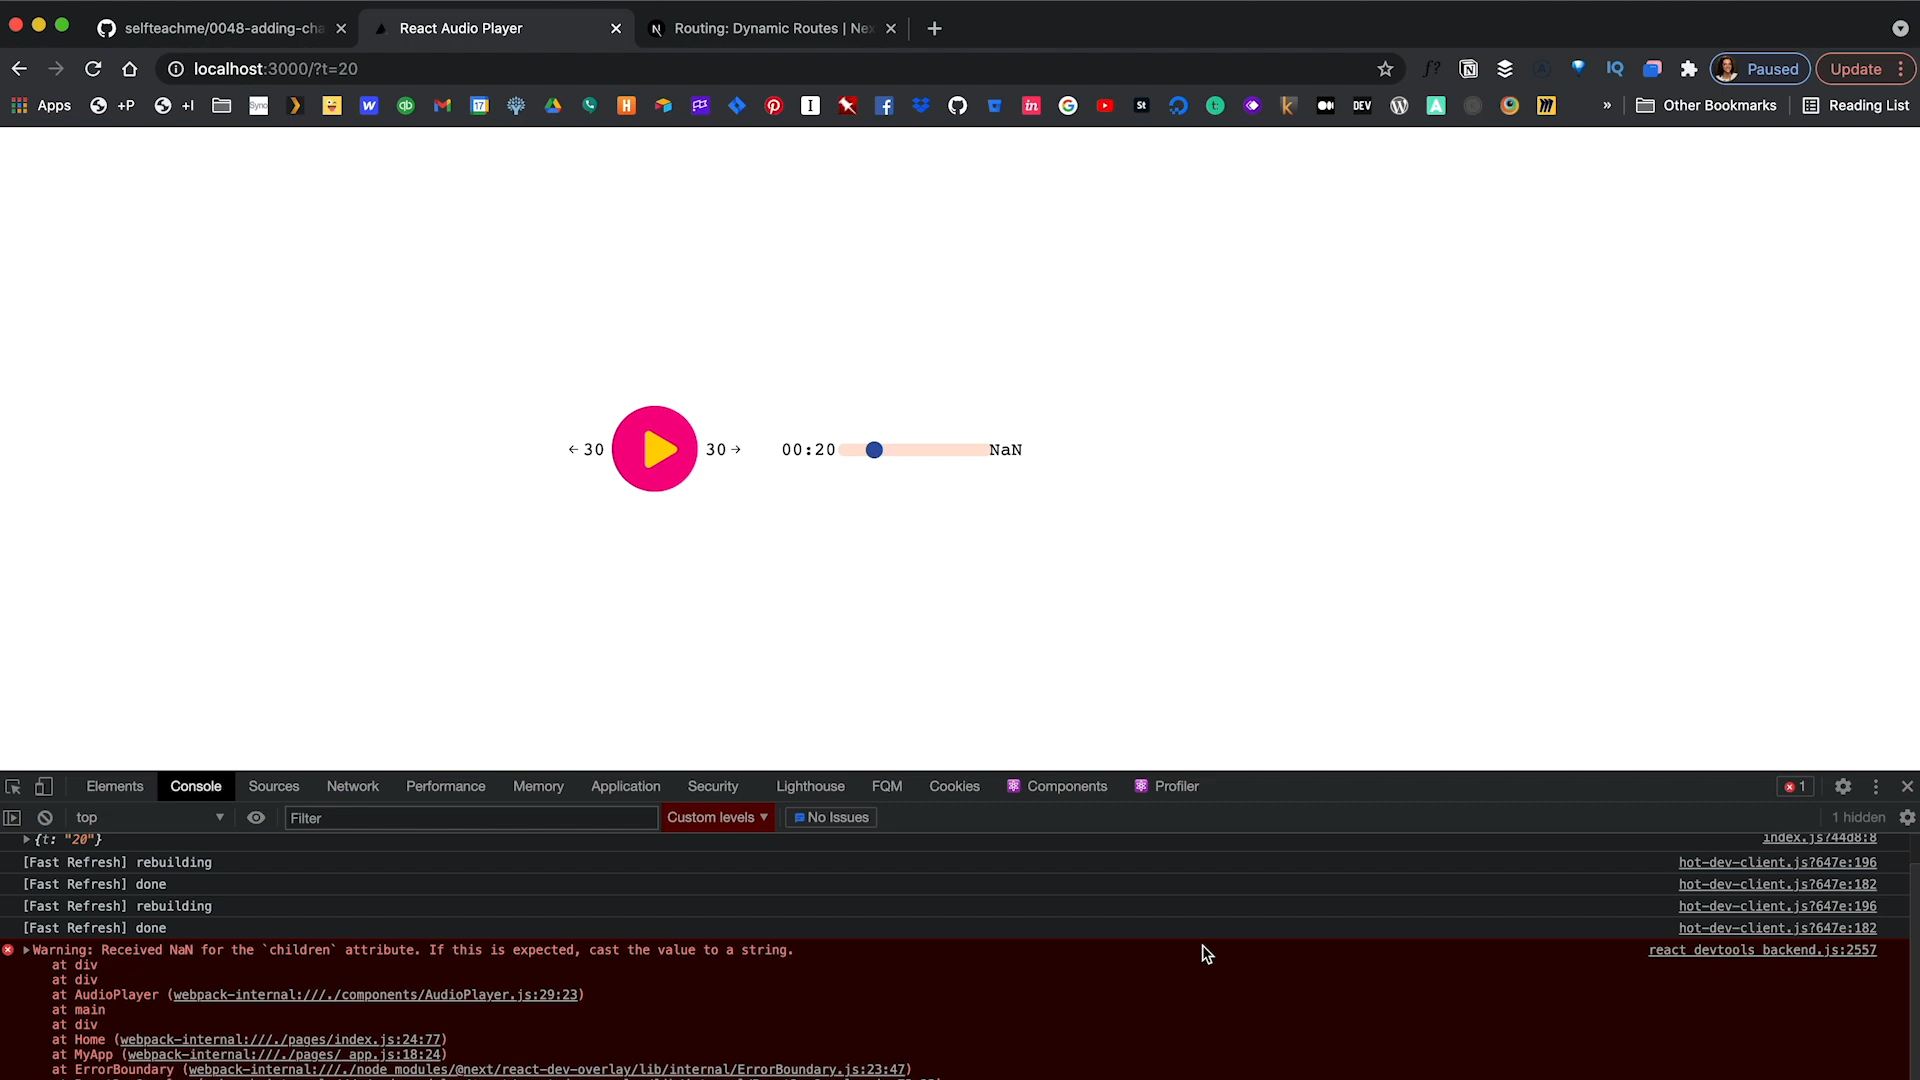 selfteachme/0048-adding-cha
React Audio Player
Routing: Dynamic Routes | Nex
localhost:3000/?t=20
Paused
Update
Apps
+P
+I
Other Bookmarks
Reading List
←30
30→
00:20
NaN
Elements Console Sources Network Performance Memory Application Security Lighthouse FQM Cookies Components Profiler
1
top
Filter
Custom levels
No Issues
1 hidden
{t: "20"}
index.js?44d8:8
[Fast Refresh] rebuilding
hot-dev-client.js?647e:196
[Fast Refresh] done
hot-dev-client.js?647e:182
[Fast Refresh] rebuilding
hot-dev-client.js?647e:196
[Fast Refresh] done
hot-dev-client.js?647e:182
Warning: Received NaN for the `children` attribute. If this is expected, cast the value to a string.
react_devtools_backend.js:2557
at div
at div
at AudioPlayer (webpack-internal:///./components/AudioPlayer.js:29:23)
at main
at div
at Home (webpack-internal:///./pages/index.js:24:77)
at MyApp (webpack-internal:///./pages/_app.js:18:24)
at ErrorBoundary (webpack-internal:///./node_modules/@next/react-dev-overlay/lib/internal/ErrorBoundary.js:23:47)